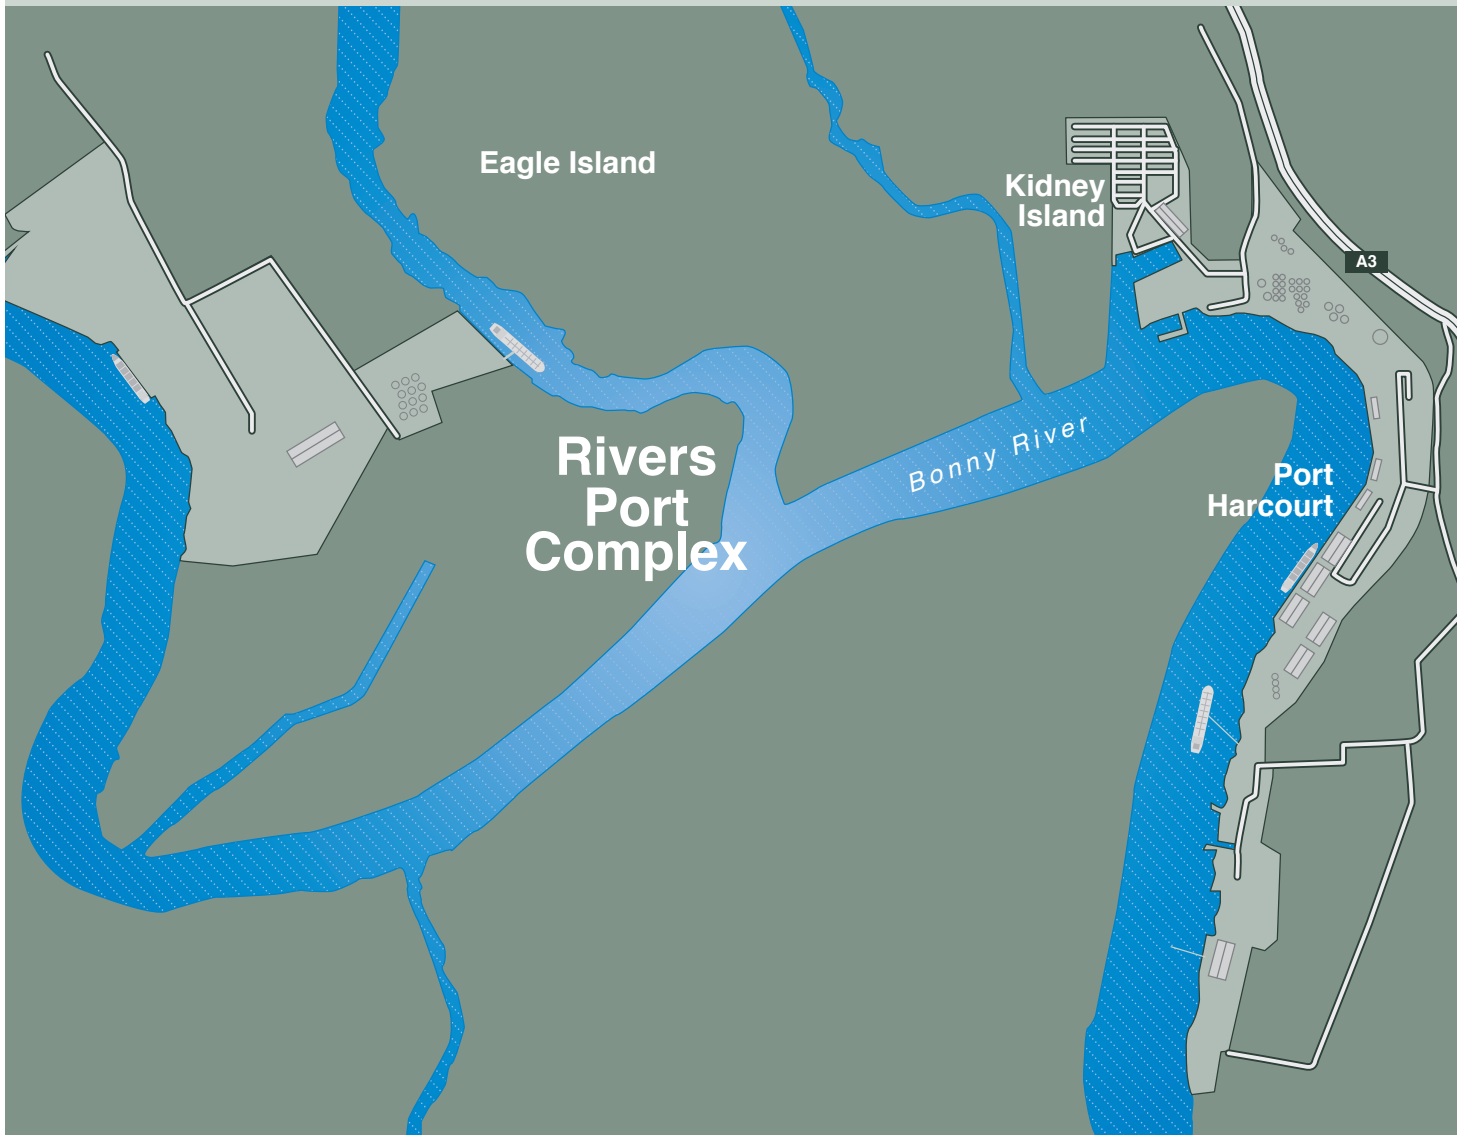 Eagle Island
Kidney
Island
A3
Rivers
Port
Complex
Bonny River
Port
Harcourt